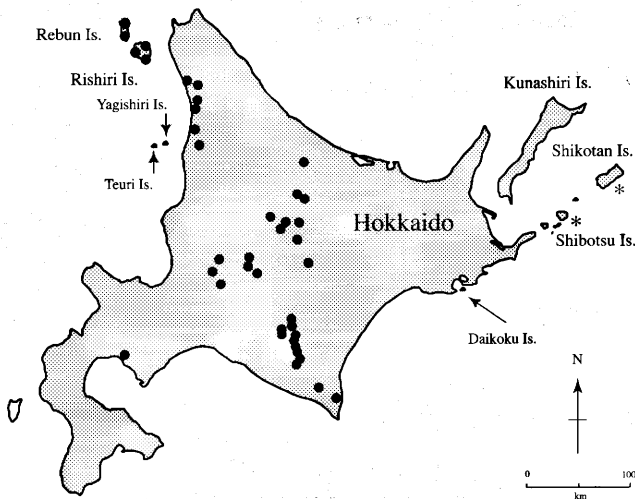 Rebun Is.
Rishiri Is.
Yagishiri Is.
Teuri Is.
Kunashiri Is.
Shikotan Is.
*
*
Shibotsu Is.
Hokkaido
Daikoku Is.
N
0 100
km